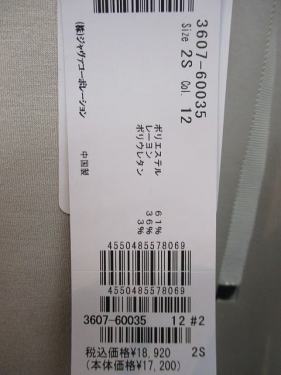 3607-60035
Size 2S Col. 12
ポリエステル 61%
レーヨン 36%
ポリウレタン 3%
中国製
(株)ジャヴァコーポレーション
4550485578069
4550485578069
3607-60035 12 #2
税込価格¥18,920 2S
(本体価格¥17,200)